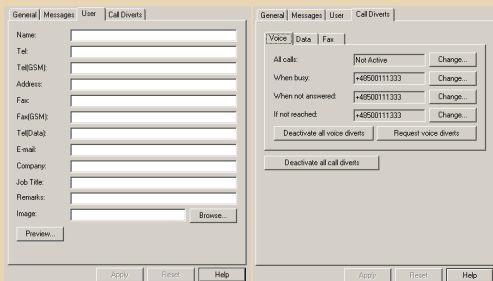 General Messages User Call Diverts
Name:
Tel:
Tel(GSM):
Address:
Fax:
Fax(GSM):
Tel(Data):
E-mail:
Company:
Job Title:
Remarks:
Image: Browse...
Preview...
Apply Reset Help
General Messages User Call Diverts
Voice Data Fax
All calls: Not Active Change...
When busy: +48500111333 Change...
When not answered: +48500111333 Change...
If not reached: +48500111333 Change...
Deactivate all voice diverts Request voice diverts
Deactivate all call diverts
Apply Reset Help